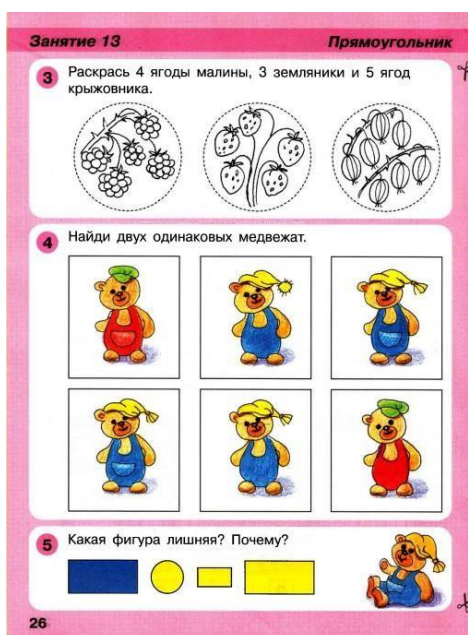 Занятие 13
Прямоугольник
3 Раскрась 4 ягоды малины, 3 земляники и 5 ягод
крыжовника.
4 Найди двух одинаковых медвежат.
5 Какая фигура лишняя? Почему?
26